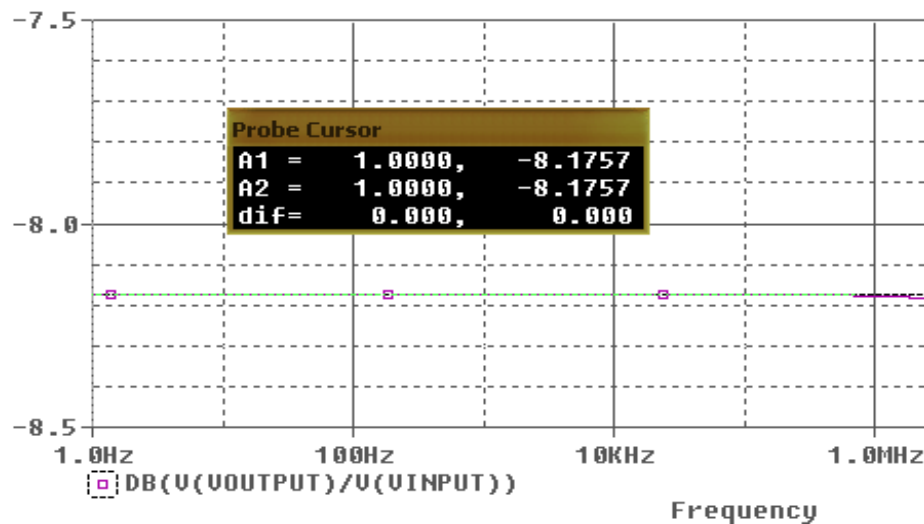 -7.5
Probe Cursor
A1 = 1.0000, -8.1757
A2 = 1.0000, -8.1757
dif= 0.000, 0.000
-8.0
-8.5
1.0Hz 100Hz 10KHz 1.0MHz
DB(V(VOUTPUT)/V(VINPUT))
Frequency